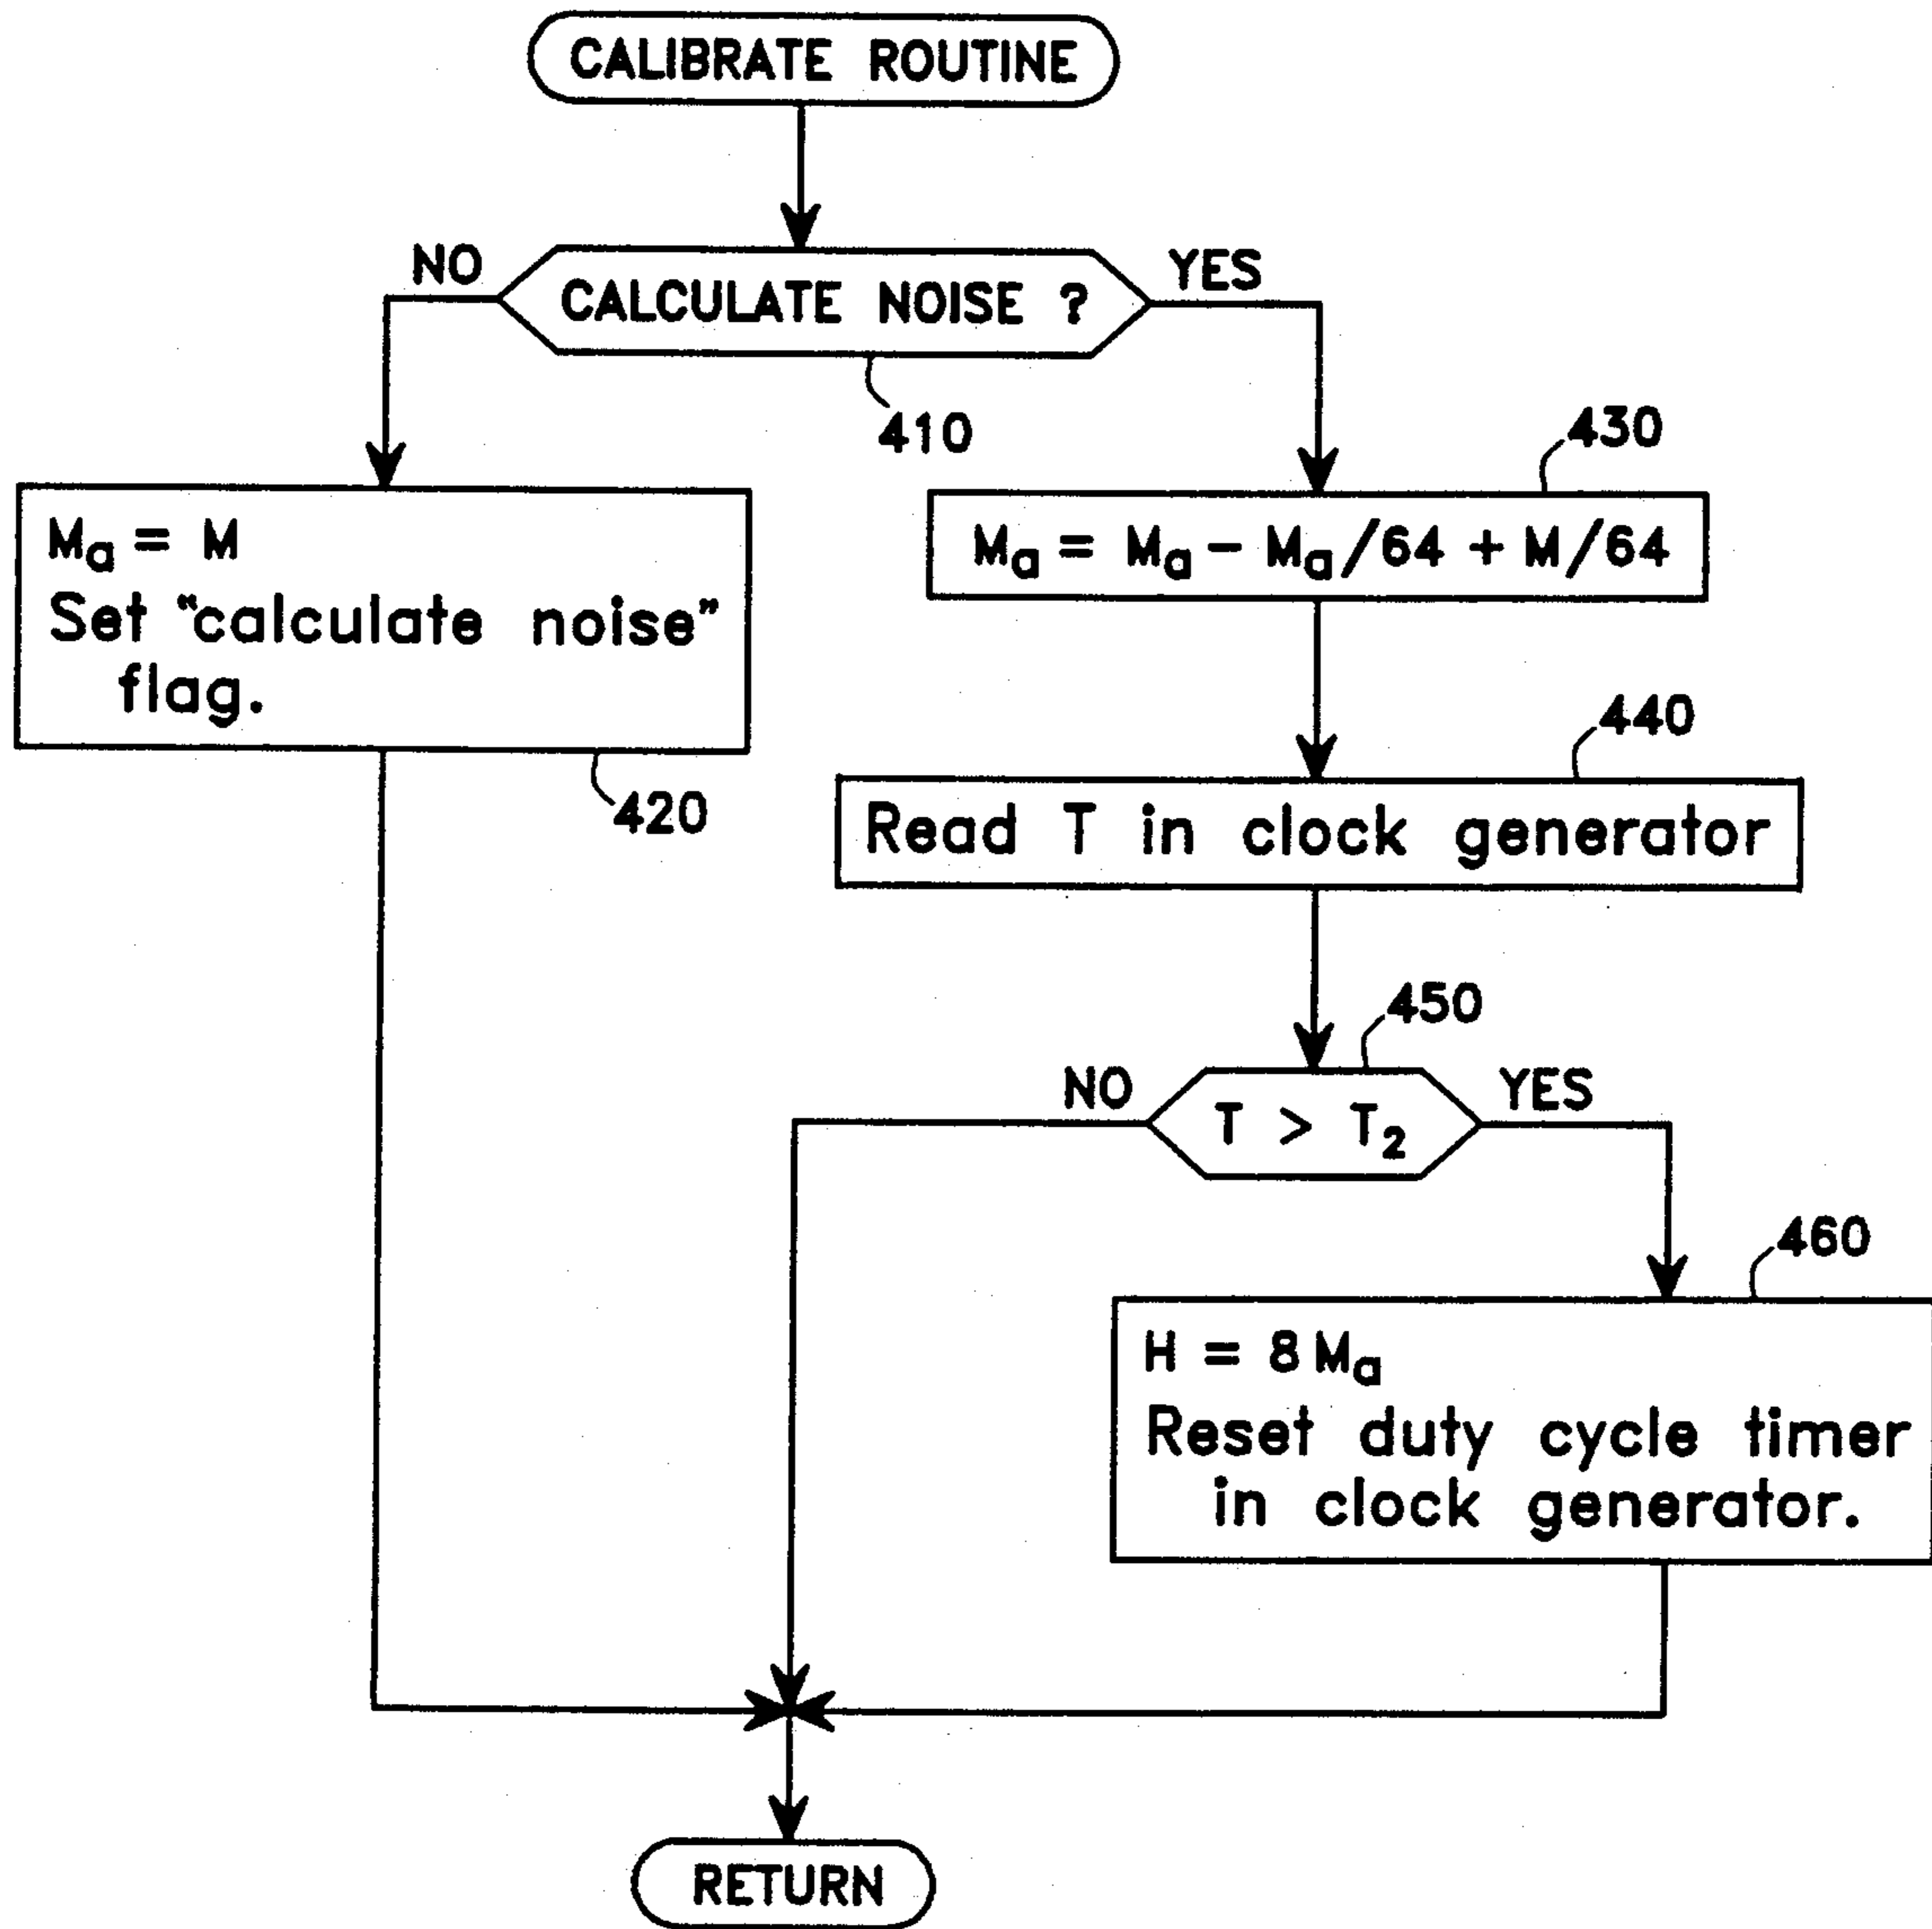 CALIBRATE ROUTINE
NO
YES
CALCULATE NOISE ?
410
430
Mₐ = M
Set “calculate noise”
flag.
420
Mₐ = Mₐ − Mₐ/64 + M/64
440
Read T in clock generator
450
NO
YES
T > T₂
460
H = 8 Mₐ
Reset duty cycle timer
in clock generator.
RETURN